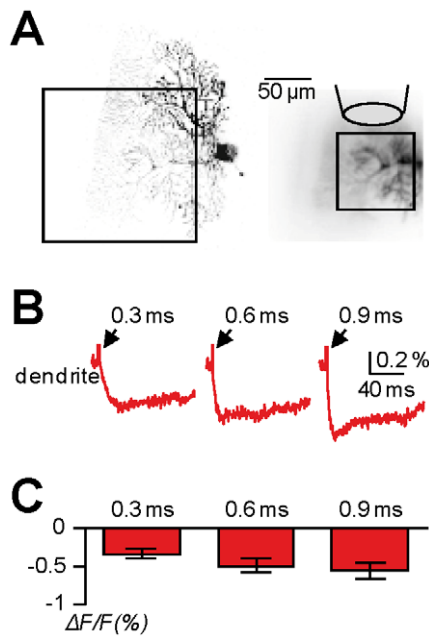 A
50 µm
B
0.3 ms 0.6 ms 0.9 ms
dendrite
0.2 %
40 ms
C
0.3 ms 0.6 ms 0.9 ms
0
-0.5
-1
ΔF/F(%)